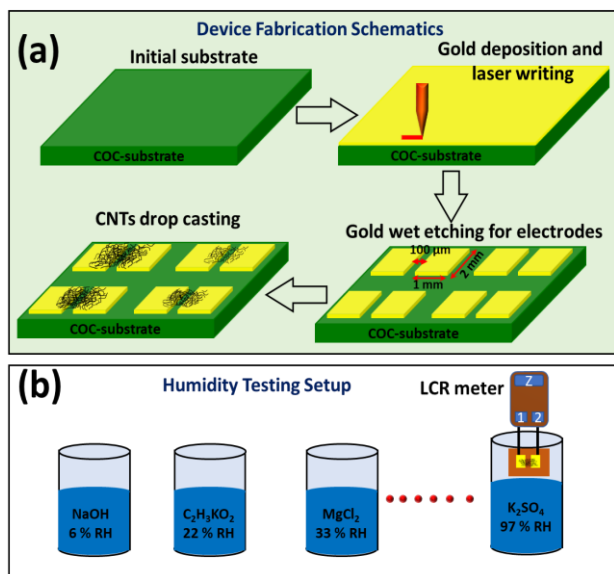 Device Fabrication Schematics
(a)
Initial substrate
Gold deposition and
laser writing
COC-substrate
COC-substrate
CNTs drop casting
Gold wet etching for electrodes
100 µm
2 mm
1 mm
COC-substrate
COC-substrate
(b)
Humidity Testing Setup
LCR meter
Z
1 2
NaOH
6 % RH
C₂H₃KO₂
22 % RH
MgCl₂
33 % RH
K₂SO₄
97 % RH